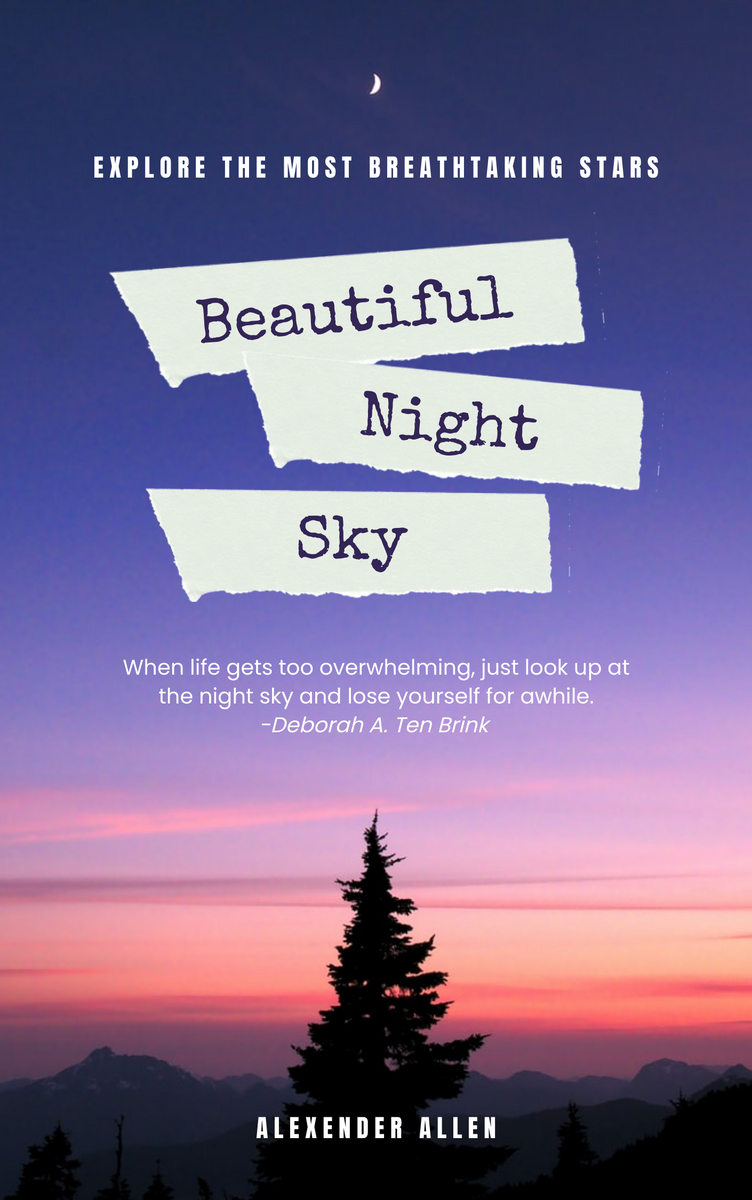 EXPLORE THE MOST BREATHTAKING STARS
Beautiful
Night
Sky
When life gets too overwhelming, just look up at
the night sky and lose yourself for awhile.
-Deborah A. Ten Brink
ALEXENDER ALLEN